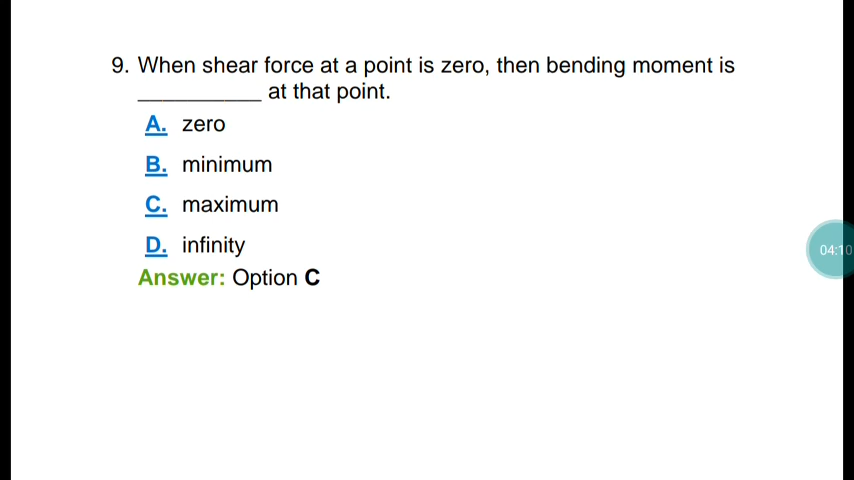 9. When shear force at a point is zero, then bending moment is
__________ at that point.
A. zero
B. minimum
C. maximum
D. infinity
04:10
Answer: Option C